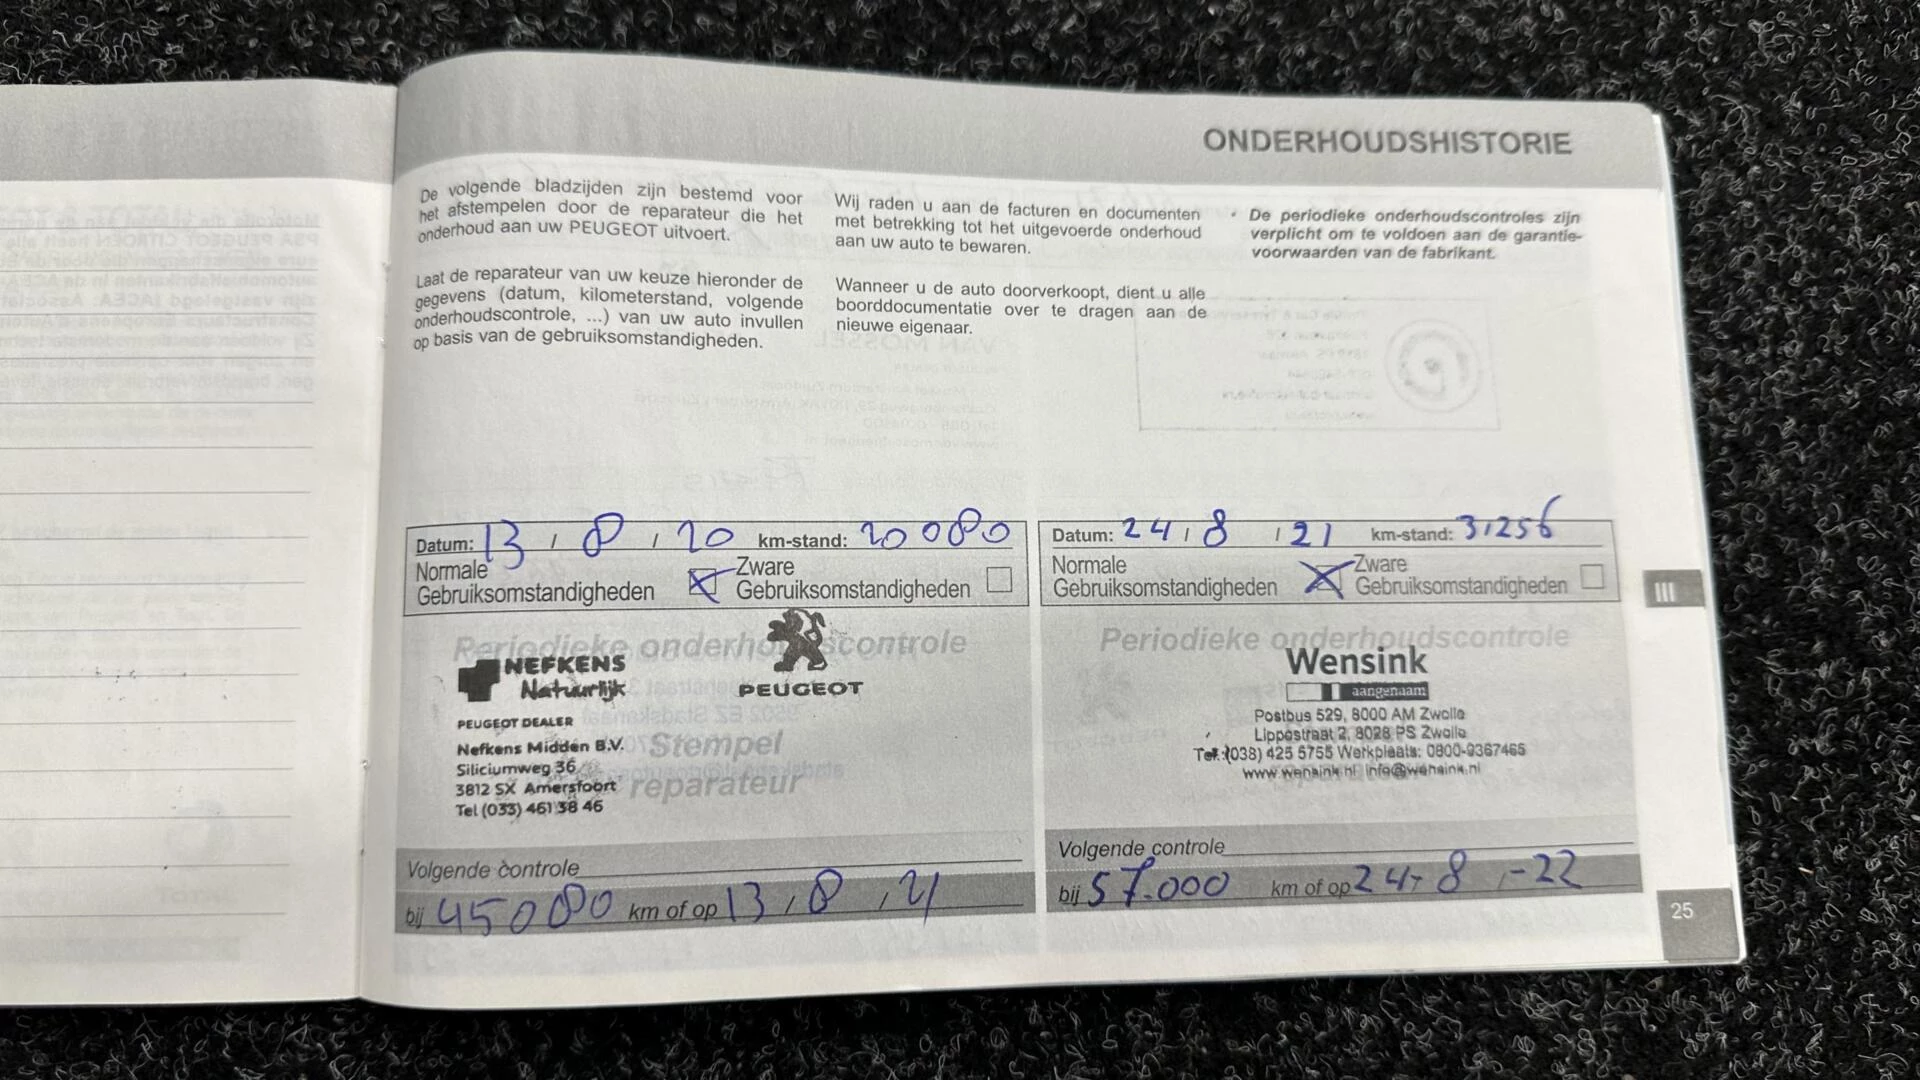 ONDERHOUDSHISTORIE
De volgende bladzijden zijn bestemd voor
het afstempelen door de reparateur die het
onderhoud aan uw PEUGEOT uitvoert.
Laat de reparateur van uw keuze hieronder de
gegevens (datum, kilometerstand, volgende
onderhoudscontrole, ...) van uw auto invullen
op basis van de gebruiksomstandigheden.
Wij raden u aan de facturen en documenten
met betrekking tot het uitgevoerde onderhoud
aan uw auto te bewaren.
Wanneer u de auto doorverkoopt, dient u alle
boorddocumentatie over te dragen aan de
nieuwe eigenaar.
• De periodieke onderhoudscontroles zijn
verplicht om te voldoen aan de garantie-
voorwaarden van de fabrikant.
Datum: 13 / 8 / 20 km-stand: 20080
Normale Zware
Gebruiksomstandigheden Gebruiksomstandigheden
Periodieke onderhoudscontrole
NEFKENS
Natuurlijk
PEUGEOT
PEUGEOT DEALER
Nefkens Midden B.V.
Siliciumweg 36
3812 SX Amersfoort
Tel (033) 461 38 46
Stempel
reparateur
Volgende controle
bij 45080 km of op 13 / 8 / 21
Datum: 24 / 8 / 21 km-stand: 31256
Normale Zware
Gebruiksomstandigheden Gebruiksomstandigheden
Periodieke onderhoudscontrole
Wensink
aangenaam
Postbus 529, 8000 AM Zwolle
Lippestraat 2, 8028 PS Zwolle
Tel.:(038) 425 5755 Werkplaats: 0800-9367465
www.wensink.nl info@wensink.nl
Volgende controle
bij 57.000 km of op 24-8-22
III
25